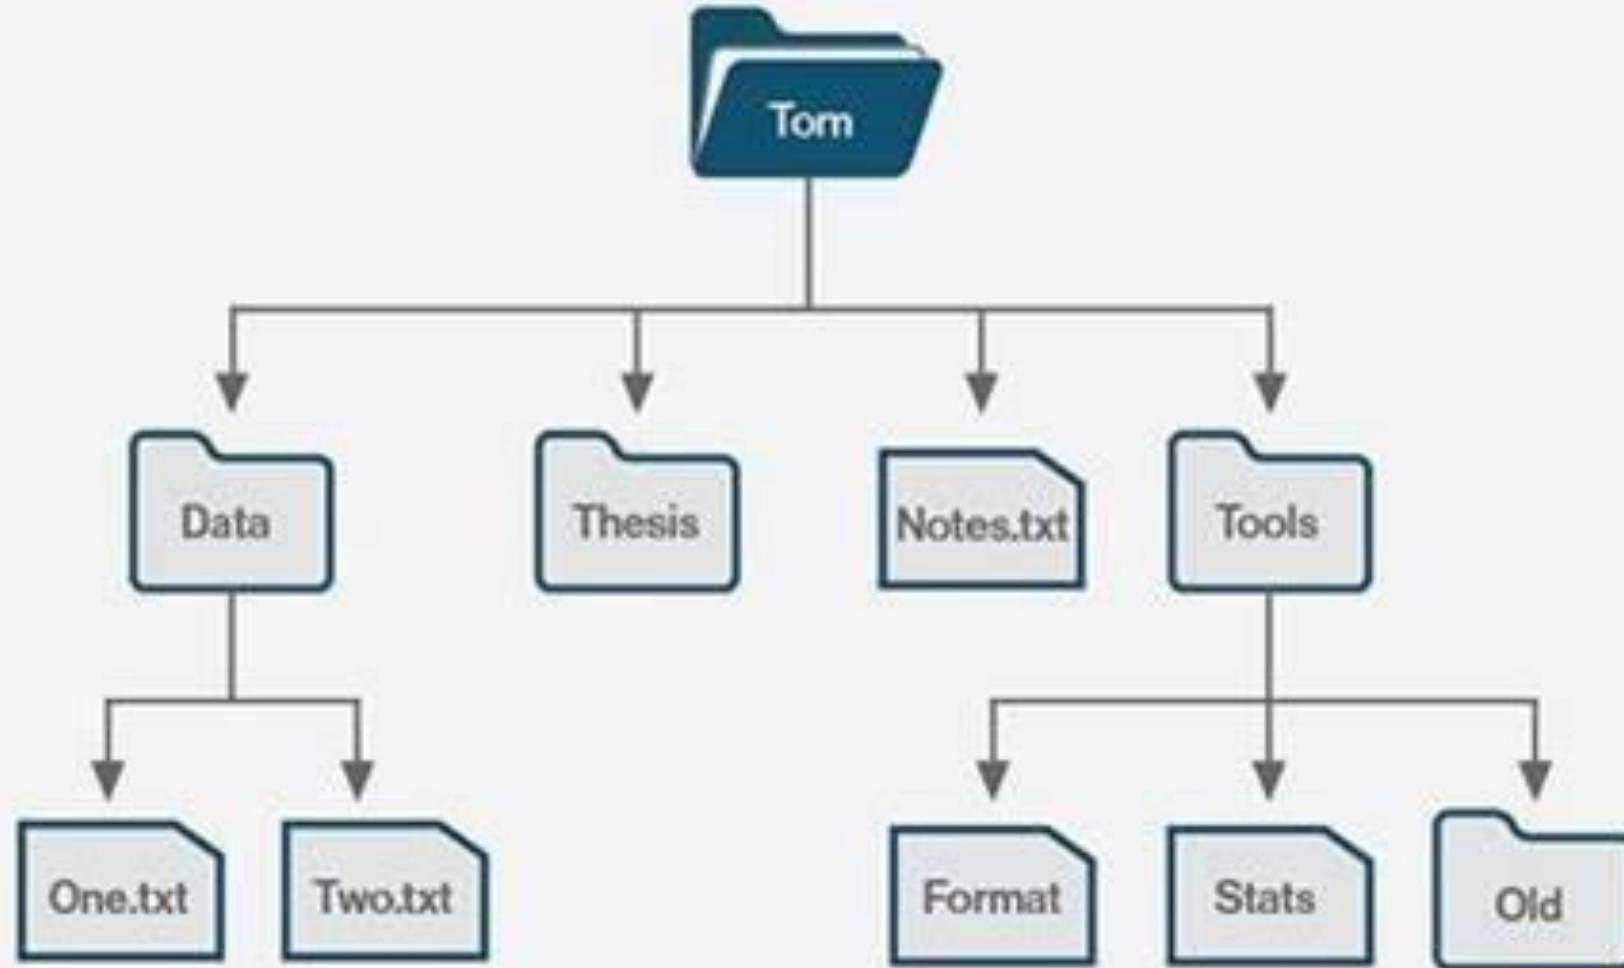 Tom
Data
Thesis
Notes.txt
Tools
One.txt
Two.txt
Format
Stats
Old